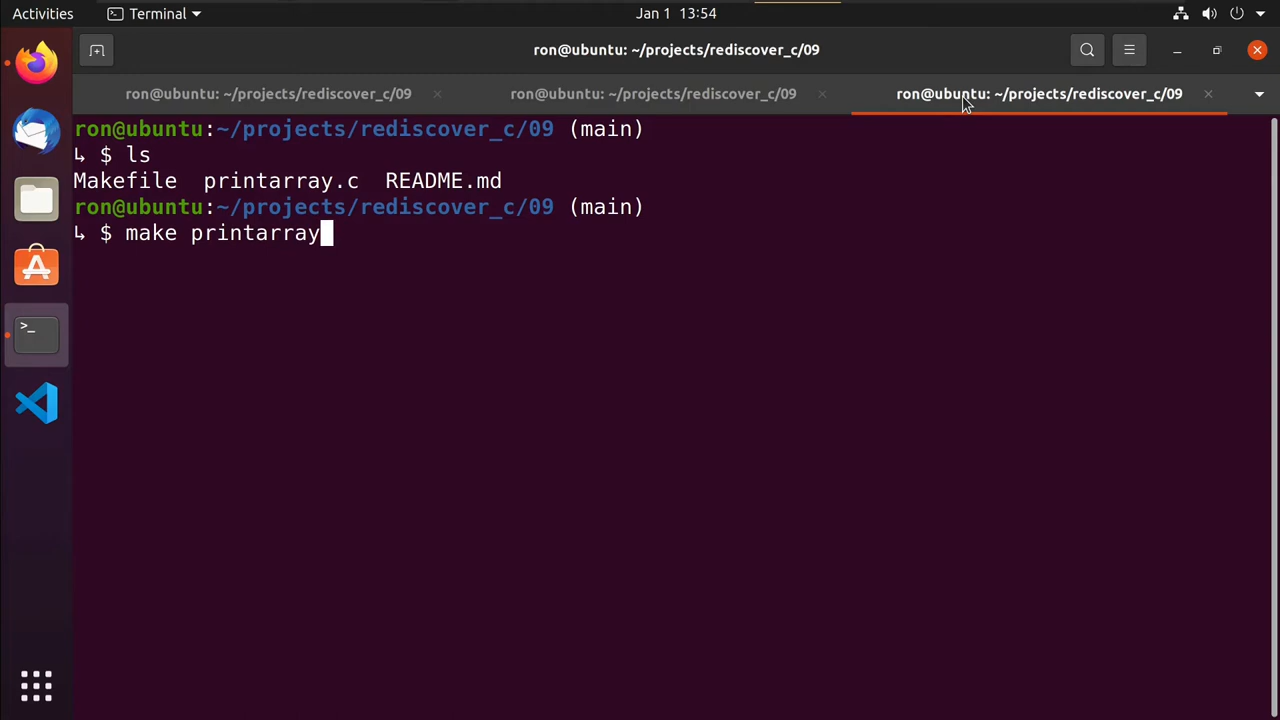 Activities Terminal Jan 1 13:54
ron@ubuntu: ~/projects/rediscover_c/09
ron@ubuntu: ~/projects/rediscover_c/09 ron@ubuntu: ~/projects/rediscover_c/09 ron@ubuntu: ~/projects/rediscover_c/09
ron@ubuntu:~/projects/rediscover_c/09 (main)
↳ $ ls
Makefile printarray.c README.md
ron@ubuntu:~/projects/rediscover_c/09 (main)
↳ $ make printarray
>_